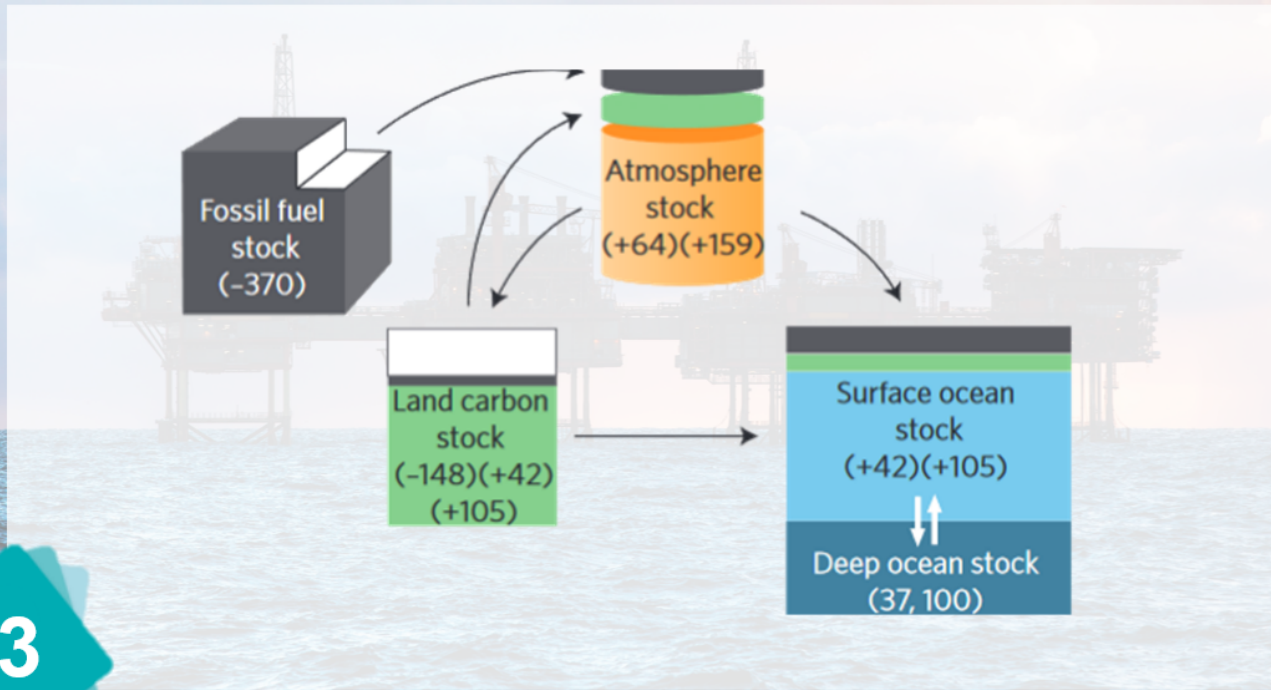 Fossil fuel
stock
(–370)
Atmosphere
stock
(+64)(+159)
Land carbon
stock
(–148)(+42)
(+105)
Surface ocean
stock
(+42)(+105)
Deep ocean stock
(37, 100)
3